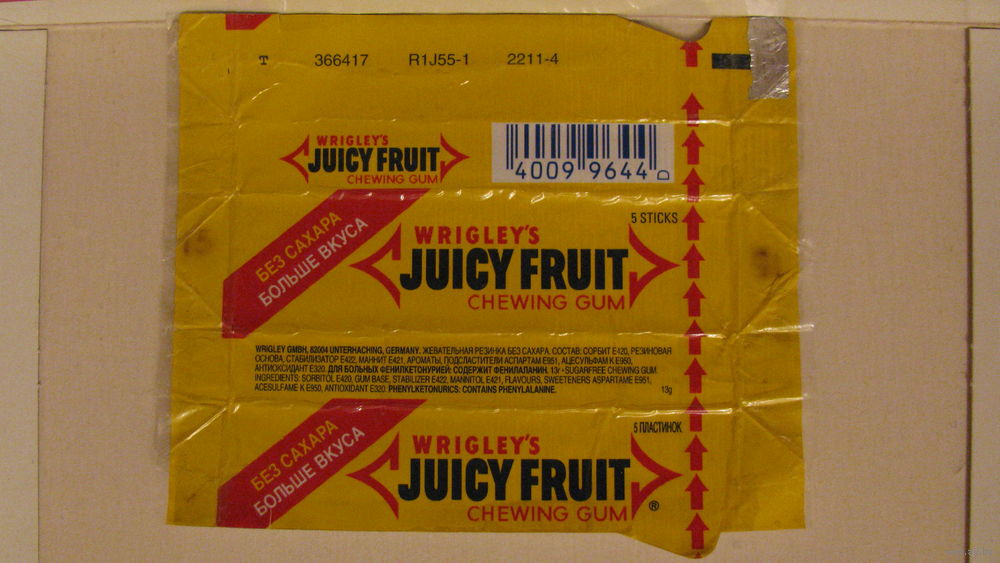 T 366417 R1J55-1 2211-4
WRIGLEY'S
JUICY FRUIT
CHEWING GUM
4009 9644 D
БЕЗ САХАРА
БОЛЬШЕ ВКУСА
5 STICKS
WRIGLEY'S
JUICY FRUIT
CHEWING GUM
WRIGLEY GMBH, 82004 UNTERHACHING, GERMANY. ЖЕВАТЕЛЬНАЯ РЕЗИНКА БЕЗ САХАРА. СОСТАВ: СОРБИТ Е420, РЕЗИНОВАЯ
ОСНОВА, СТАБИЛИЗАТОР Е422, МАННИТ Е421, АРОМАТЫ, ПОДСЛАСТИТЕЛИ АСПАРТАМ Е951, АЦЕСУЛЬФАМ К Е950,
АНТИОКСИДАНТ Е320. ДЛЯ БОЛЬНЫХ ФЕНИЛКЕТОНУРИЕЙ: СОДЕРЖИТ ФЕНИЛАЛАНИН. 13г • SUGARFREE CHEWING GUM
INGREDIENTS: SORBITOL E420, GUM BASE, STABILIZER E422, MANNITOL E421, FLAVOURS, SWEETENERS ASPARTAME E951,
ACESULFAME K E950, ANTIOXIDANT E320. PHENYLKETONURICS: CONTAINS PHENYLALANINE. 13g
БЕЗ САХАРА
БОЛЬШЕ ВКУСА
5 ПЛАСТИНОК
WRIGLEY'S
JUICY FRUIT
CHEWING GUM ®